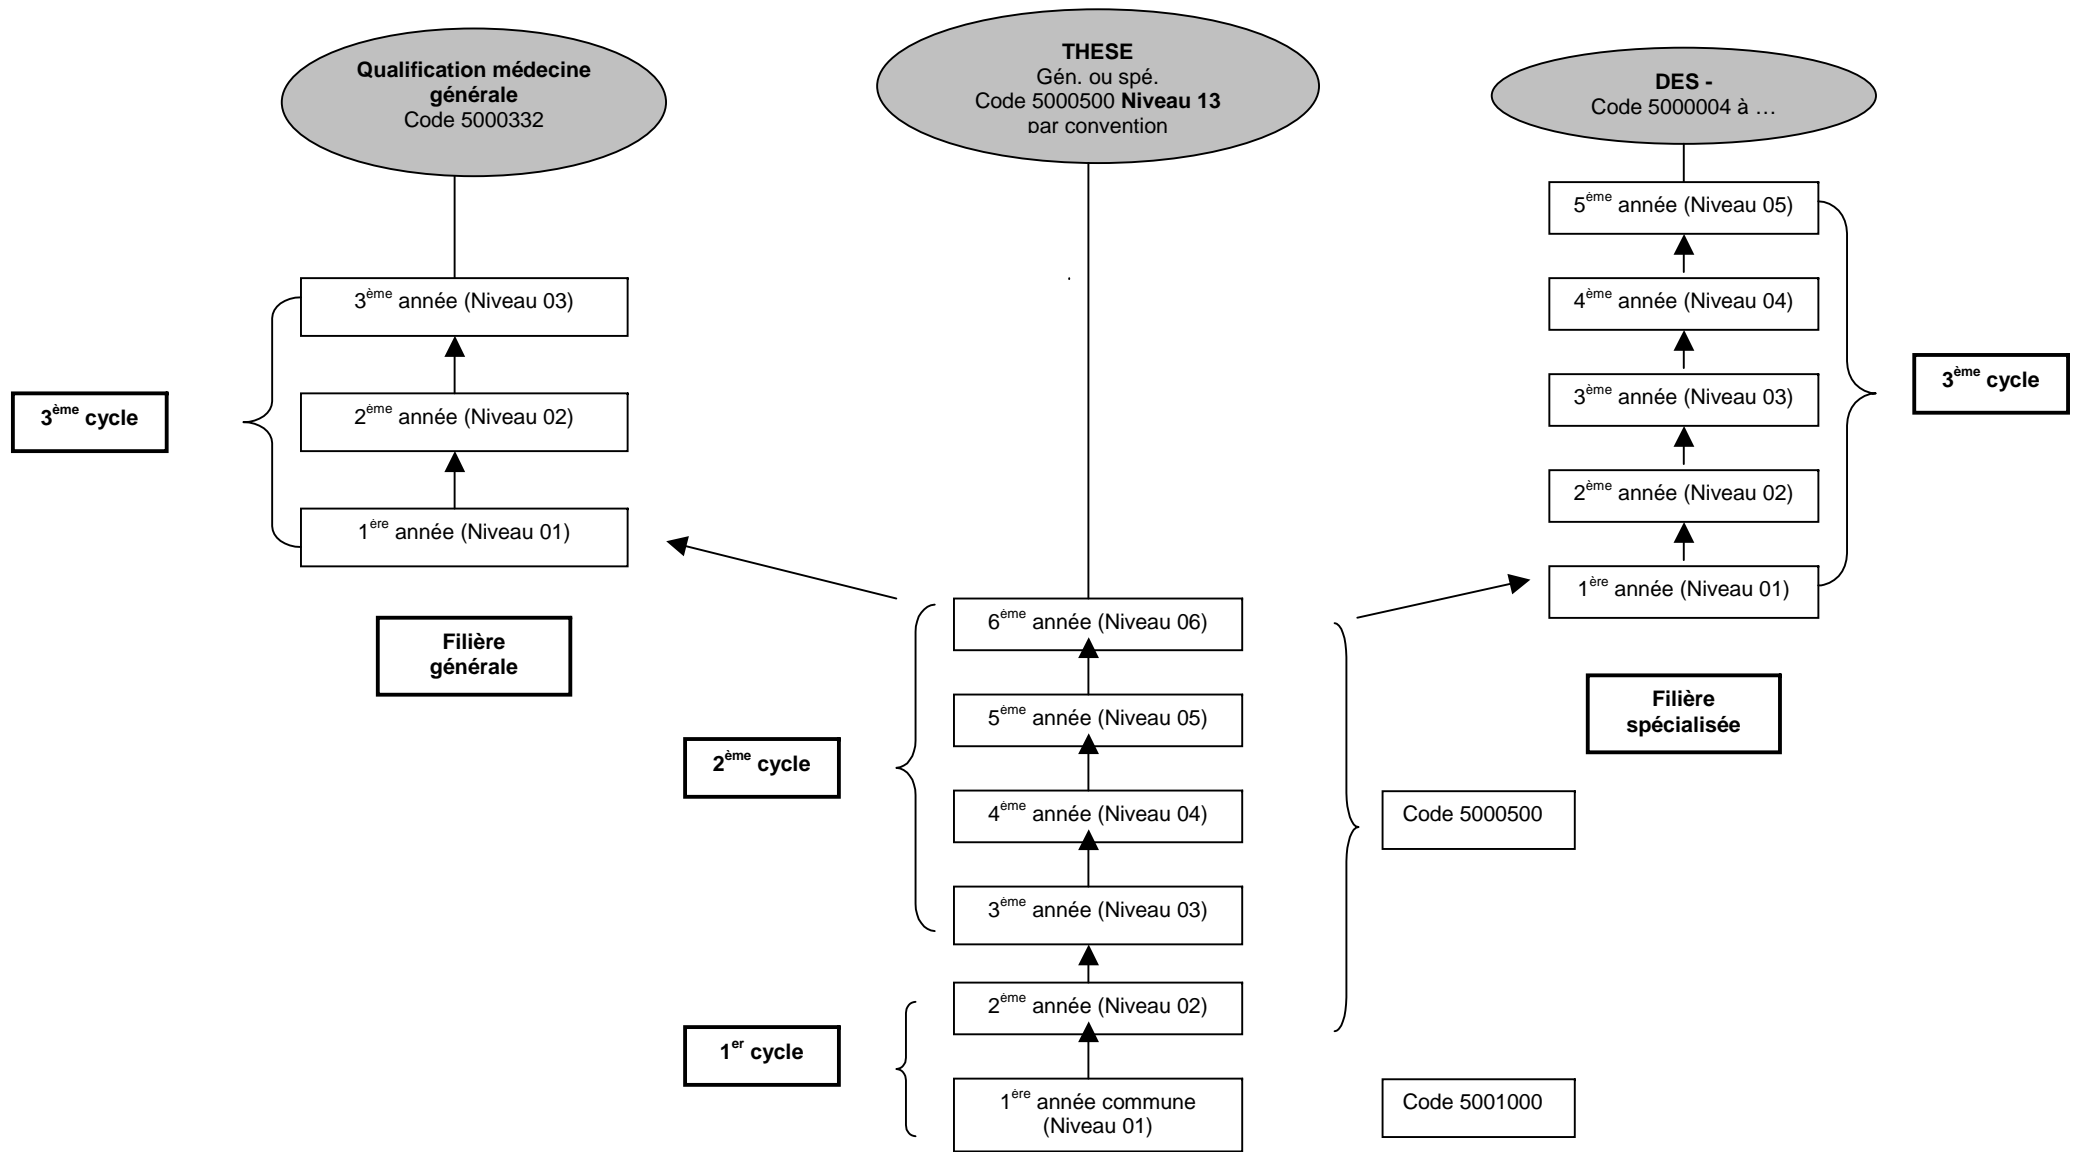 Qualification médecine
générale
Code 5000332
THESE
Gén. ou spé.
Code 5000500 Niveau 13
par convention
DES -
Code 5000004 à …
5ème année (Niveau 05)
4ème année (Niveau 04)
3ème année (Niveau 03)
2ème année (Niveau 02)
1ère année (Niveau 01)
3ème cycle
Filière
spécialisée
3ème année (Niveau 03)
2ème année (Niveau 02)
1ère année (Niveau 01)
3ème cycle
Filière
générale
6ème année (Niveau 06)
5ème année (Niveau 05)
4ème année (Niveau 04)
3ème année (Niveau 03)
2ème cycle
Code 5000500
2ème année (Niveau 02)
1er cycle
1ère année commune
(Niveau 01)
Code 5001000